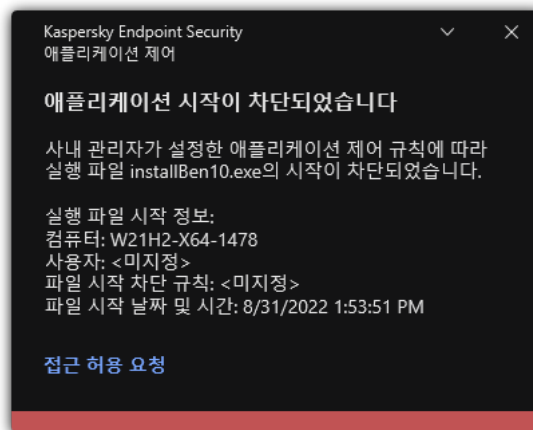 Kaspersky Endpoint Security
애플리케이션 제어
애플리케이션 시작이 차단되었습니다
사내 관리자가 설정한 애플리케이션 제어 규칙에 따라
실행 파일 installBen10.exe의 시작이 차단되었습니다.
실행 파일 시작 정보:
컴퓨터: W21H2-X64-1478
사용자: <미지정>
파일 시작 차단 규칙: <미지정>
파일 시작 날짜 및 시간: 8/31/2022 1:53:51 PM
접근 허용 요청